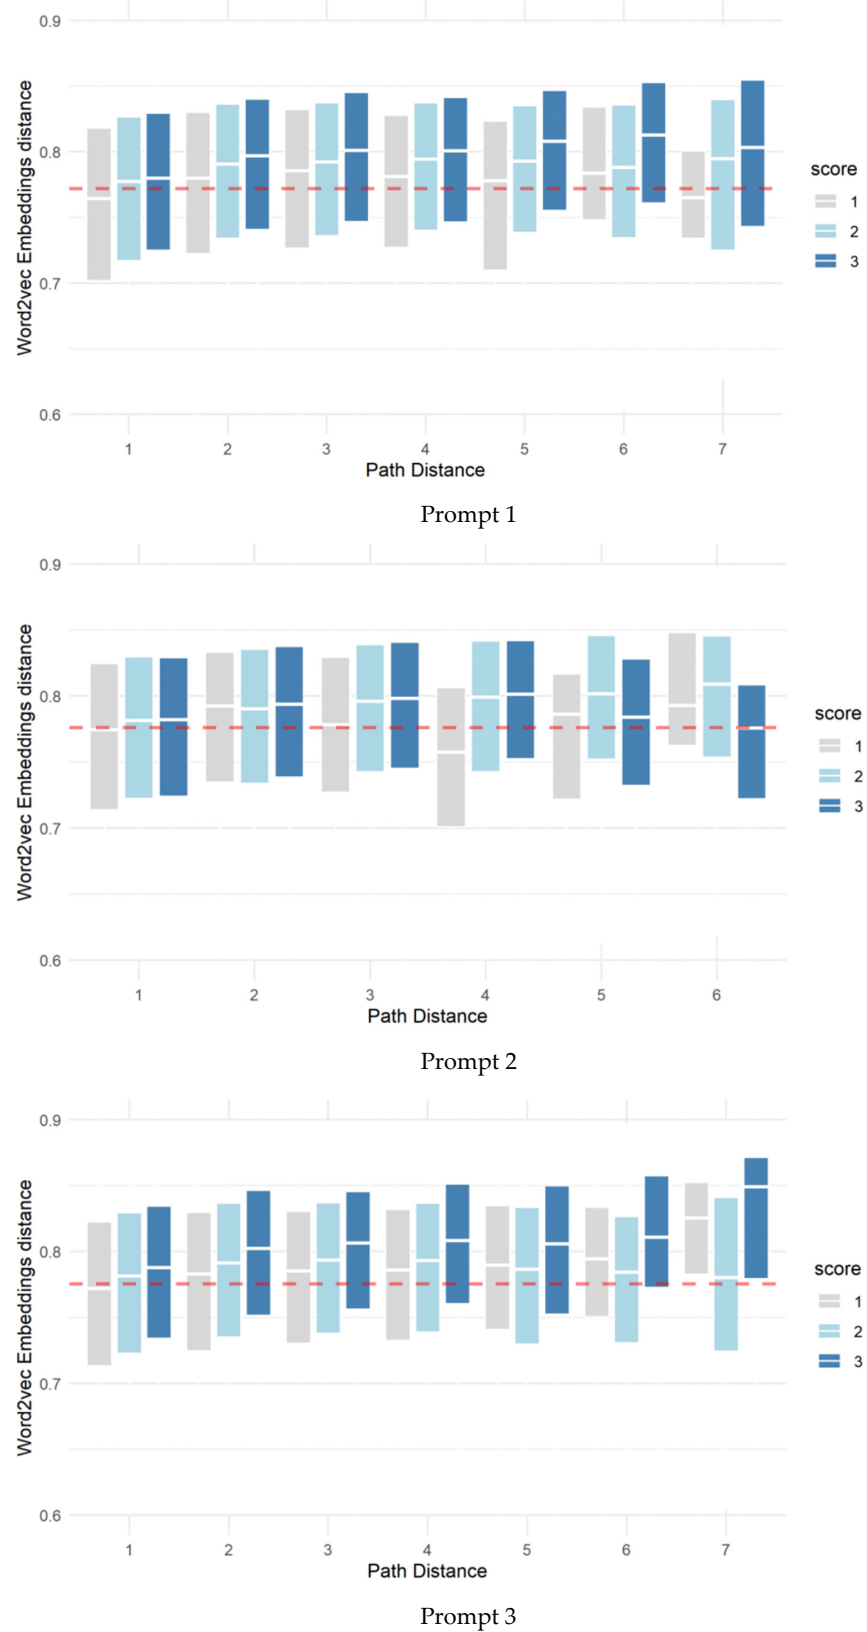 0.9
0.8
0.7
0.6
Word2vec Embeddings distance
1 2 3 4 5 6 7
Path Distance
score
1
2
3
Prompt 1
0.9
0.8
0.7
0.6
Word2vec Embeddings distance
1 2 3 4 5 6
Path Distance
score
1
2
3
Prompt 2
0.9
0.8
0.7
0.6
Word2vec Embeddings distance
1 2 3 4 5 6 7
Path Distance
score
1
2
3
Prompt 3